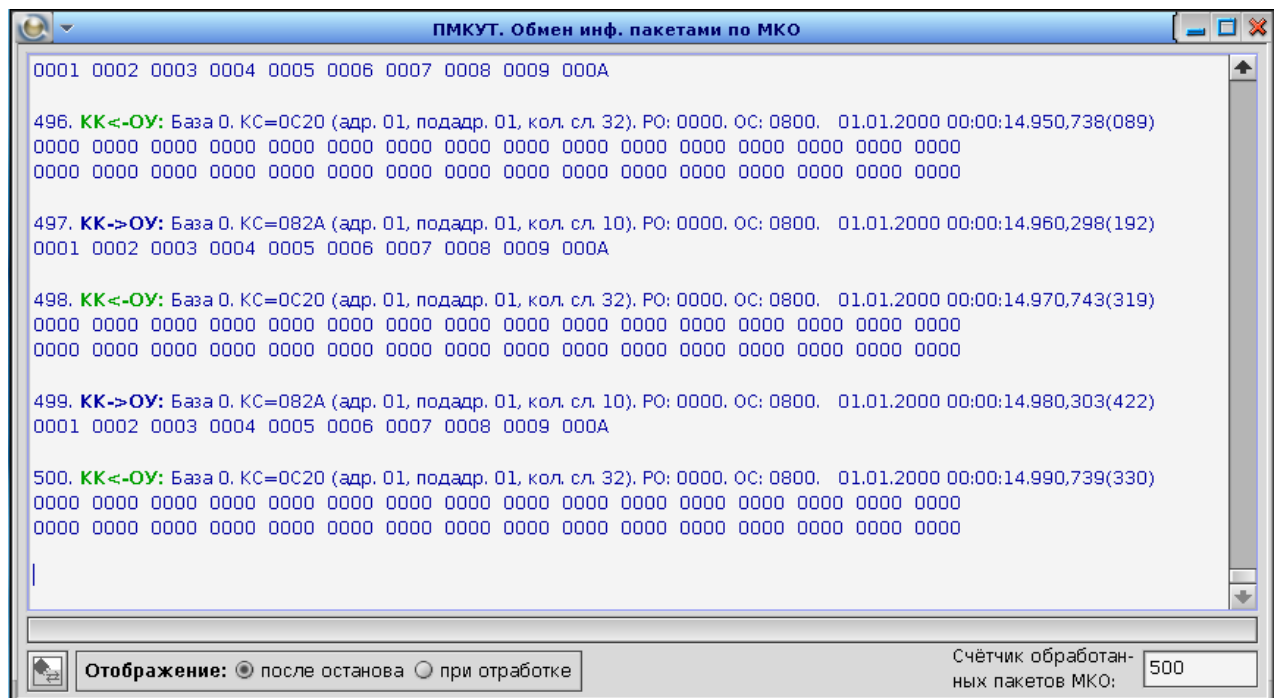 ПМКУТ. Обмен инф. пакетами по МКО
0001 0002 0003 0004 0005 0006 0007 0008 0009 000A
496. КК<-ОУ: База 0. КС=0C20 (адр. 01, подадр. 01, кол. сл. 32). РО: 0000. ОС: 0800. 01.01.2000 00:00:14.950,738(089)
0000 0000 0000 0000 0000 0000 0000 0000 0000 0000 0000 0000 0000 0000 0000 0000
0000 0000 0000 0000 0000 0000 0000 0000 0000 0000 0000 0000 0000 0000 0000 0000
497. КК->ОУ: База 0. КС=082A (адр. 01, подадр. 01, кол. сл. 10). РО: 0000. ОС: 0800. 01.01.2000 00:00:14.960,298(192)
0001 0002 0003 0004 0005 0006 0007 0008 0009 000A
498. КК<-ОУ: База 0. КС=0C20 (адр. 01, подадр. 01, кол. сл. 32). РО: 0000. ОС: 0800. 01.01.2000 00:00:14.970,743(319)
0000 0000 0000 0000 0000 0000 0000 0000 0000 0000 0000 0000 0000 0000 0000 0000
0000 0000 0000 0000 0000 0000 0000 0000 0000 0000 0000 0000 0000 0000 0000 0000
499. КК->ОУ: База 0. КС=082A (адр. 01, подадр. 01, кол. сл. 10). РО: 0000. ОС: 0800. 01.01.2000 00:00:14.980,303(422)
0001 0002 0003 0004 0005 0006 0007 0008 0009 000A
500. КК<-ОУ: База 0. КС=0C20 (адр. 01, подадр. 01, кол. сл. 32). РО: 0000. ОС: 0800. 01.01.2000 00:00:14.990,739(330)
0000 0000 0000 0000 0000 0000 0000 0000 0000 0000 0000 0000 0000 0000 0000 0000
0000 0000 0000 0000 0000 0000 0000 0000 0000 0000 0000 0000 0000 0000 0000 0000
Отображение: после останова при отработке
Счётчик обработан-
ных пакетов МКО: 500